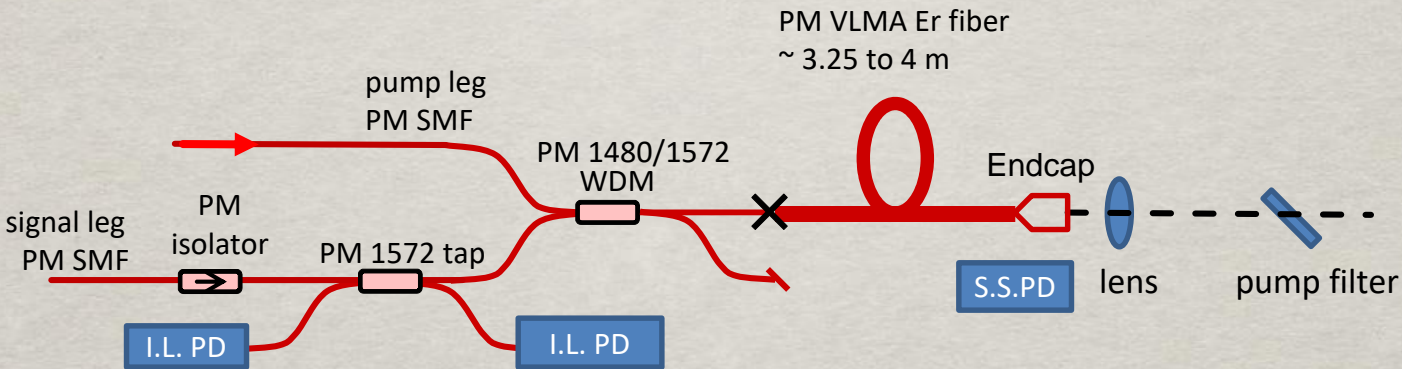 PM VLMA Er fiber
~ 3.25 to 4 m
pump leg
PM SMF
PM 1480/1572
WDM
Endcap
signal leg
PM SMF
PM
isolator
PM 1572 tap
S.S.PD
lens
pump filter
I.L. PD
I.L. PD